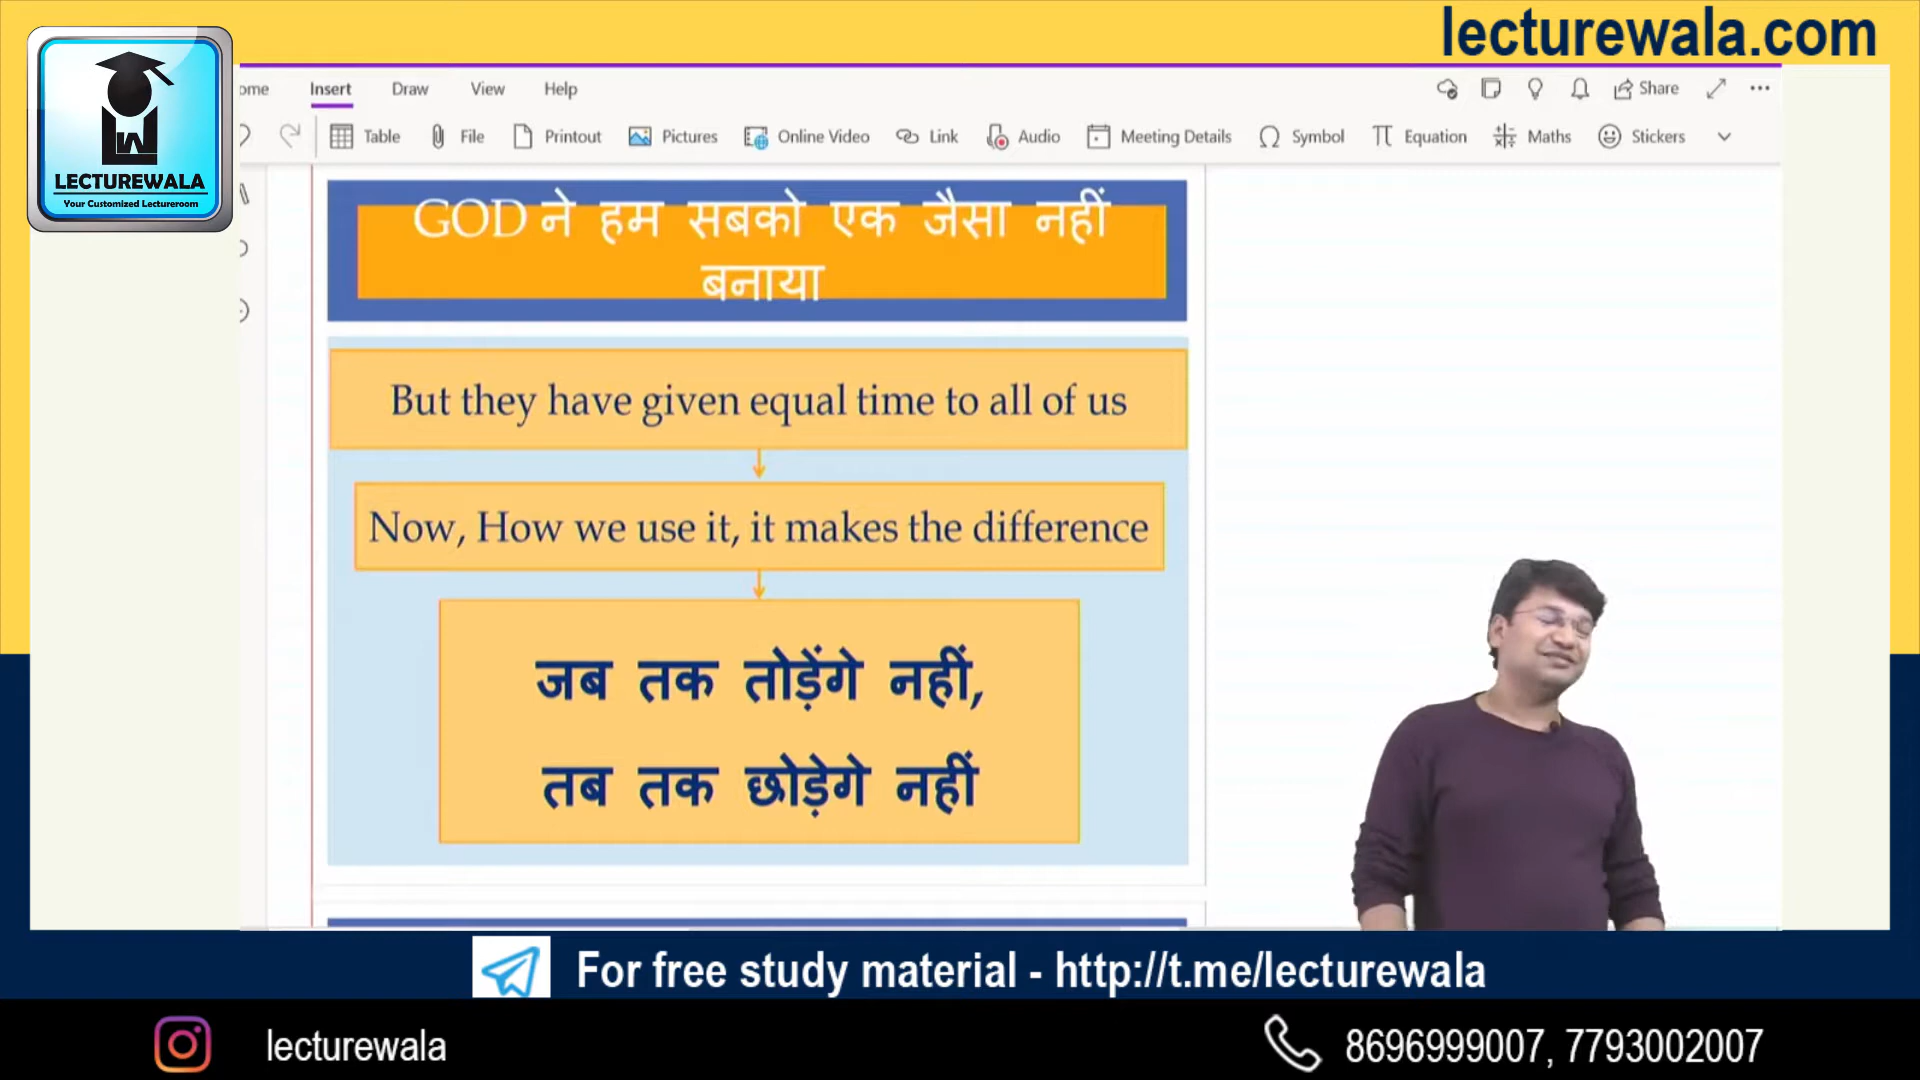 lecturewala.com
LW
LECTUREWALA
Your Customized Lectureroom
Insert Draw View Help
Share
Table File Printout Pictures Online Video Link Audio Meeting Details Symbol Equation Maths Stickers
GOD ने हम सबको एक जैसा नहीं
बनाया
But they have given equal time to all of us
Now, How we use it, it makes the difference
जब तक तोड़ेंगे नहीं,
तब तक छोड़ेगे नहीं
For free study material - http://t.me/lecturewala
lecturewala
8696999007, 7793002007